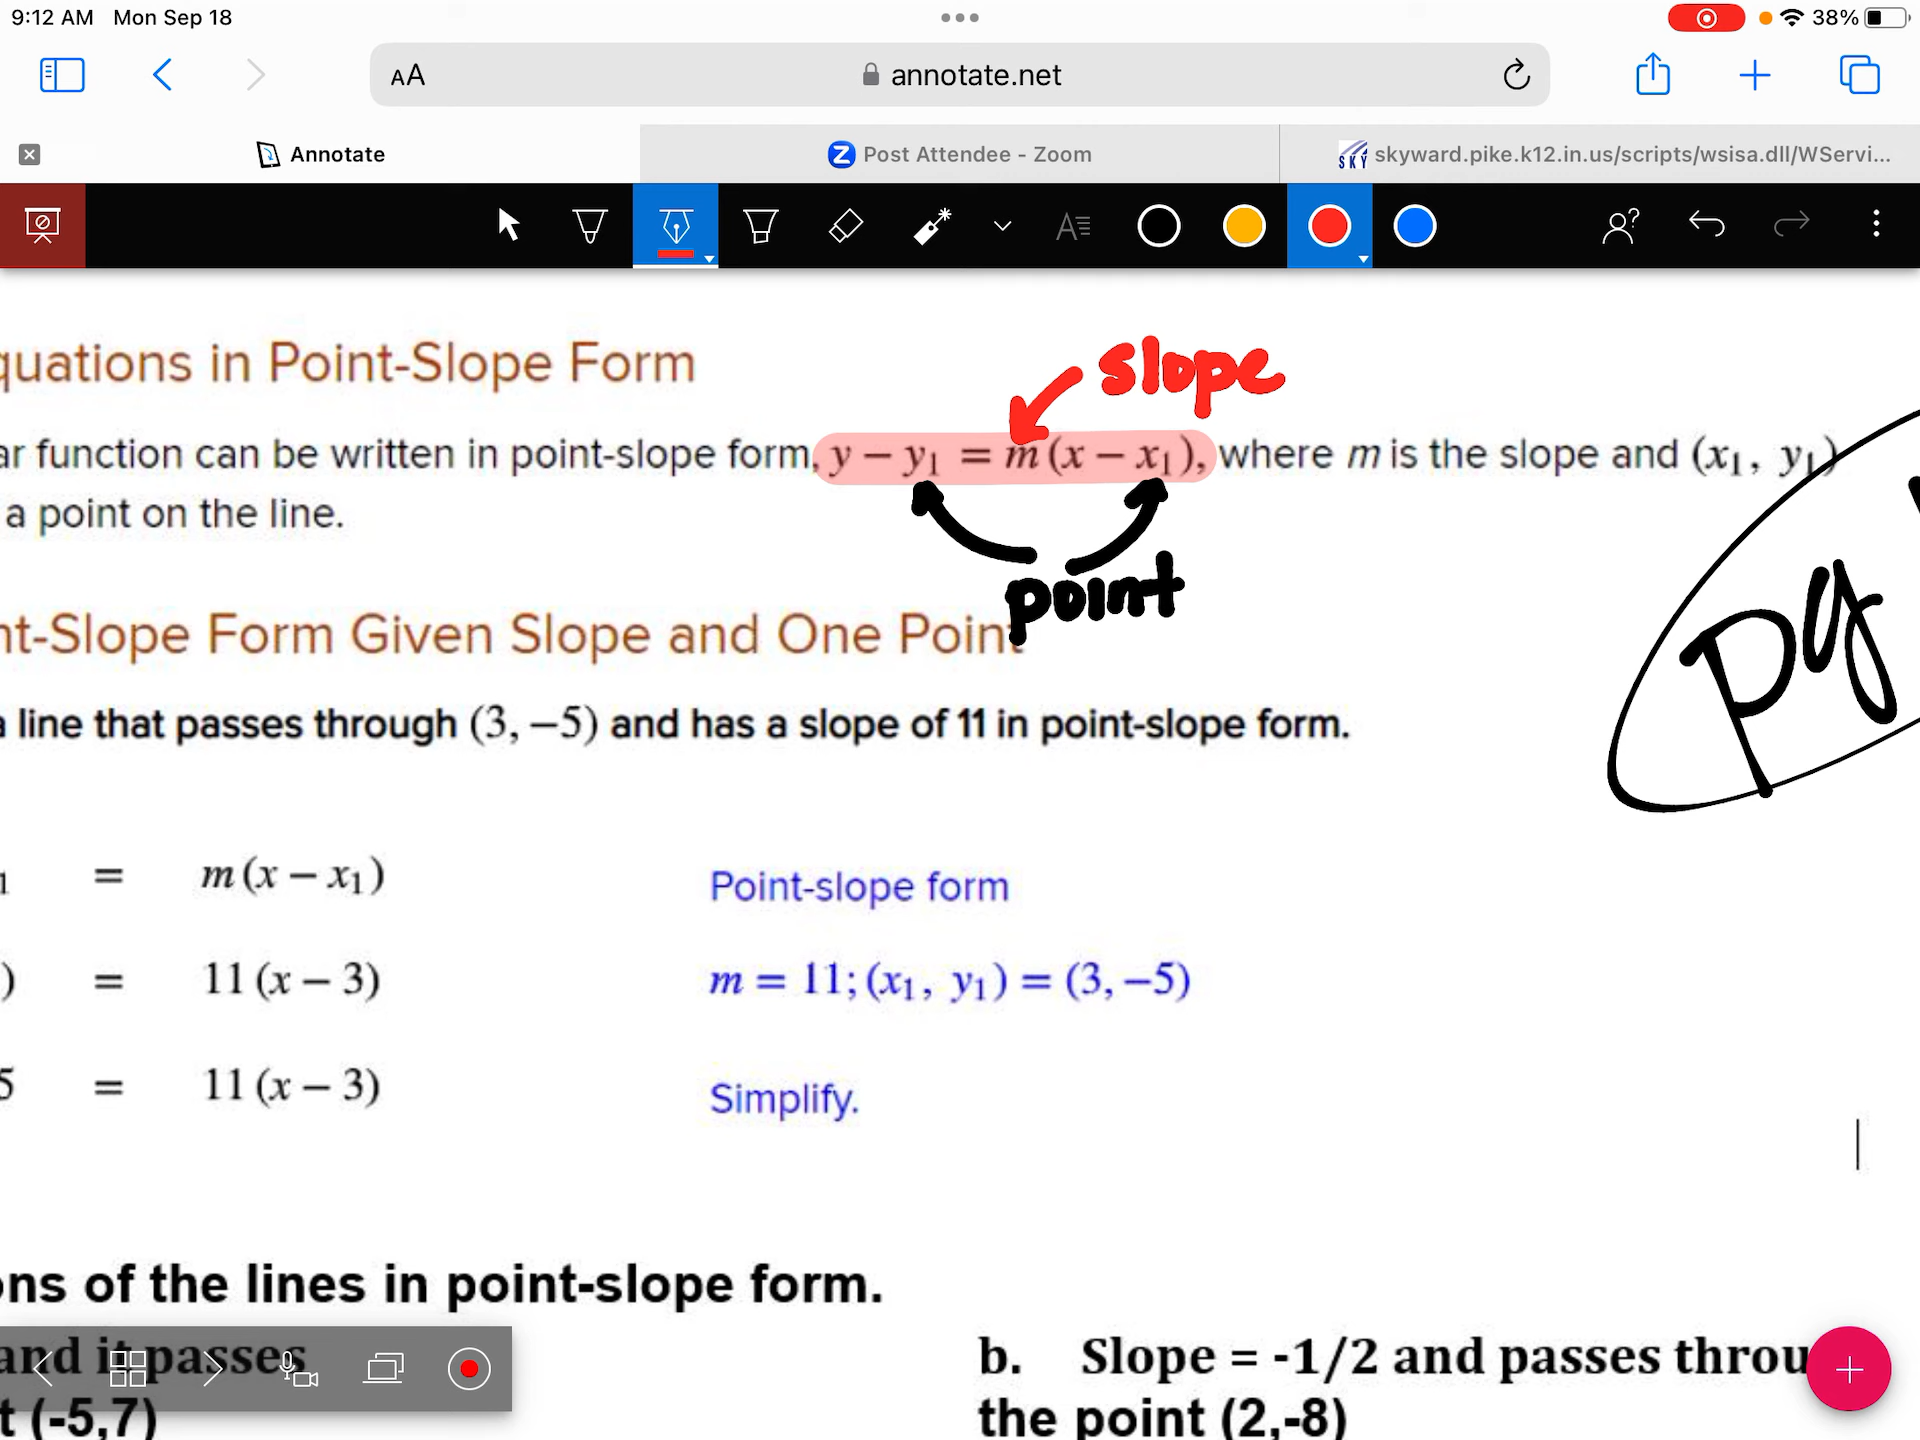 9:12 AM Mon Sep 18
38%
AA
annotate.net
Annotate
Post Attendee - Zoom
SKY
skyward.pike.k12.in.us/scripts/wsisa.dll/WServi...
quations in Point-Slope Form
slope
ar function can be written in point-slope form, y − y₁ = m(x − x₁), where m is the slope and (x₁, y₁)
a point on the line.
point
nt-Slope Form Given Slope and One Point
a line that passes through (3, −5) and has a slope of 11 in point-slope form.
pg
1 = m(x − x₁) Point-slope form
) = 11(x − 3) m = 11; (x₁, y₁) = (3, −5)
5 = 11(x − 3) Simplify.
ons of the lines in point-slope form.
and it passes
t (-5,7)
b. Slope = -1/2 and passes throu
the point (2,-8)